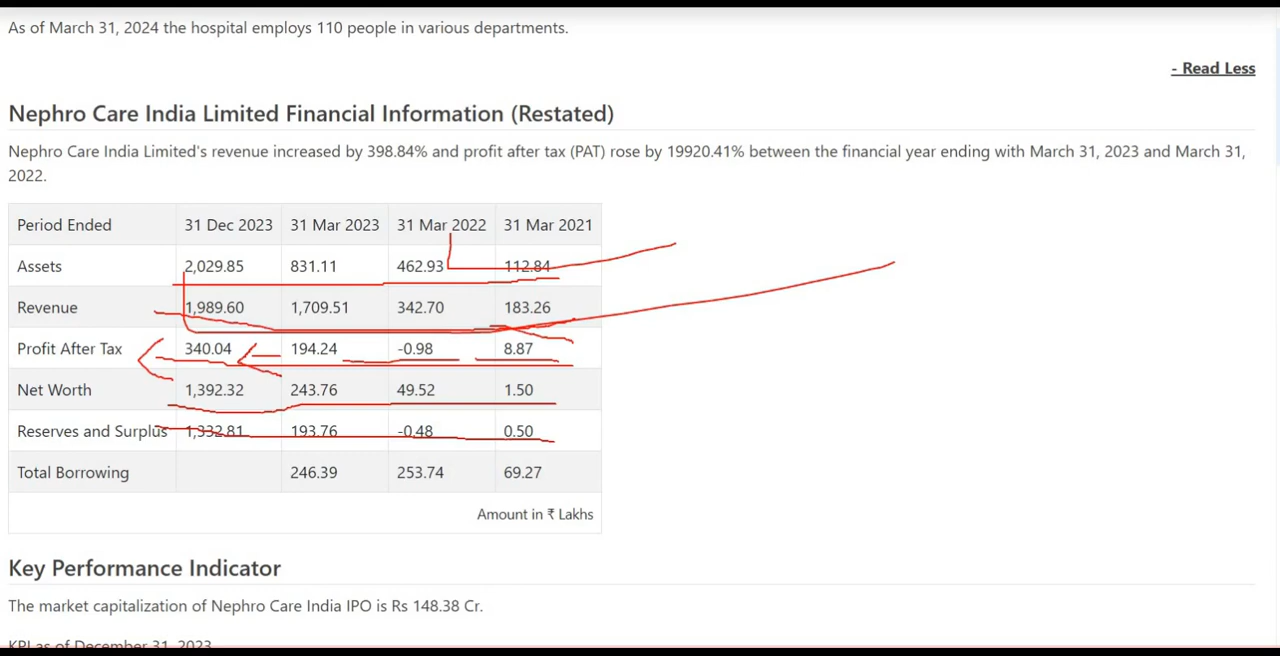 As of March 31, 2024 the hospital employs 110 people in various departments.
- Read Less
Nephro Care India Limited Financial Information (Restated)
Nephro Care India Limited's revenue increased by 398.84% and profit after tax (PAT) rose by 19920.41% between the financial year ending with March 31, 2023 and March 31,
2022.
Period Ended 31 Dec 2023 31 Mar 2023 31 Mar 2022 31 Mar 2021
Assets 2,029.85 831.11 462.93 112.84
Revenue 1,989.60 1,709.51 342.70 183.26
Profit After Tax 340.04 194.24 -0.98 8.87
Net Worth 1,392.32 243.76 49.52 1.50
Reserves and Surplus 1,332.81 193.76 -0.48 0.50
Total Borrowing 246.39 253.74 69.27
Amount in ₹ Lakhs
Key Performance Indicator
The market capitalization of Nephro Care India IPO is Rs 148.38 Cr.
KPI as of December 31, 2023